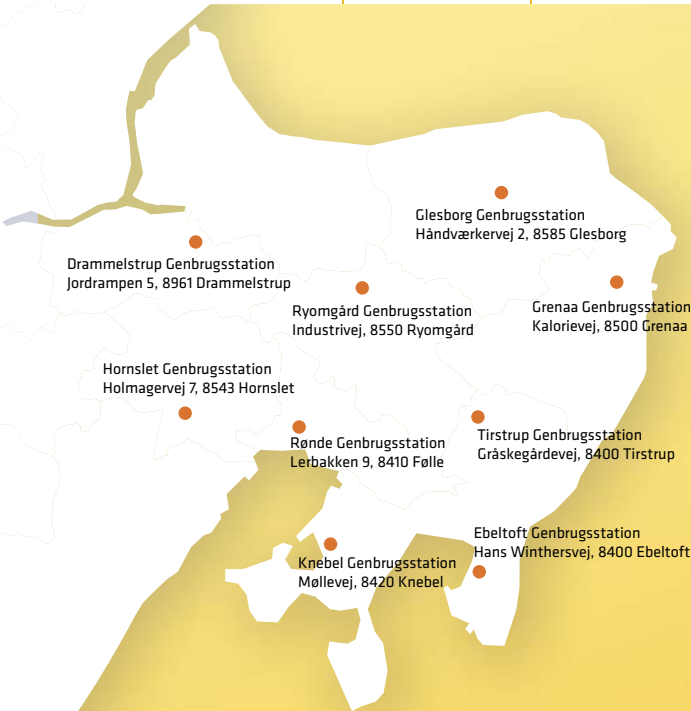 Glesborg Genbrugsstation
Håndværkervej 2, 8585 Glesborg
Drammelstrup Genbrugsstation
Jordrampen 5, 8961 Drammelstrup
Ryomgård Genbrugsstation
Industrivej, 8550 Ryomgård
Grenaa Genbrugsstation
Kalorievej, 8500 Grenaa
Hornslet Genbrugsstation
Holmagervej 7, 8543 Hornslet
Rønde Genbrugsstation
Lerbakken 9, 8410 Følle
Tirstrup Genbrugsstation
Gråskegårdevej, 8400 Tirstrup
Ebeltoft Genbrugsstation
Hans Winthersvej, 8400 Ebeltoft
Knebel Genbrugsstation
Møllevej, 8420 Knebel